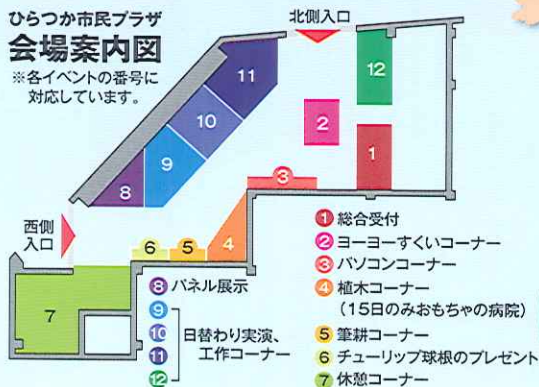 ひらつか市民プラザ
会場案内図
※各イベントの番号に
対応しています。
北側入口
11
12
10
2
9
1
8
3
西側
入口
6
5
4
7
1 総合受付
2 ヨーヨーすくいコーナー
3 パソコンコーナー
4 植木コーナー
（15日のみおもちゃの病院）
5 筆耕コーナー
6 チューリップ球根のプレゼント
7 休憩コーナー
8 パネル展示
9
10
11
12
日替わり実演、
工作コーナー